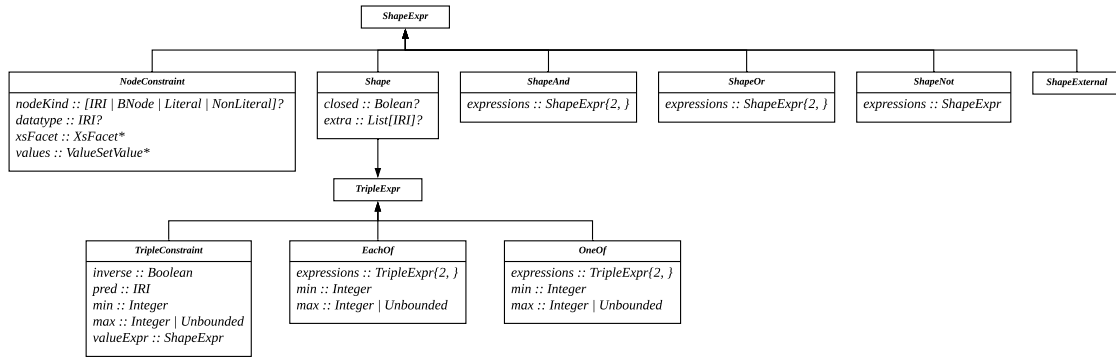 ShapeExpr
NodeConstraint
nodeKind :: [IRI | BNode | Literal | NonLiteral]?
datatype :: IRI?
xsFacet :: XsFacet*
values :: ValueSetValue*
Shape
closed :: Bolean?
extra :: List[IRI]?
ShapeAnd
expressions :: ShapeExpr{2, }
ShapeOr
expressions :: ShapeExpr{2, }
ShapeNot
expressions :: ShapeExpr
ShapeExternal
TripleExpr
TripleConstraint
inverse :: Boolean
pred :: IRI
min :: Integer
max :: Integer | Unbounded
valueExpr :: ShapeExpr
EachOf
expressions :: TripleExpr{2, }
min :: Integer
max :: Integer | Unbounded
OneOf
expressions :: TripleExpr{2, }
min :: Integer
max :: Integer | Unbounded